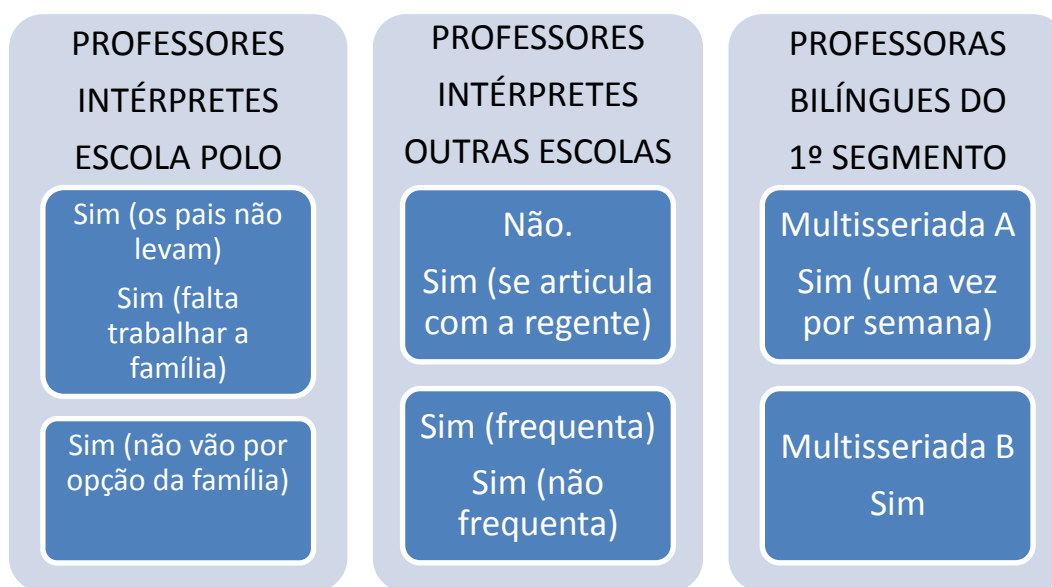 PROFESSORES
INTÉRPRETES
ESCOLA POLO
Sim (os pais não
levam)
Sim (falta
trabalhar a
família)
Sim (não vão por
opção da família)
PROFESSORES
INTÉRPRETES
OUTRAS ESCOLAS
Não.
Sim (se articula
com a regente)
Sim (frequenta)
Sim (não
frequenta)
PROFESSORAS
BILÍNGUES DO
1º SEGMENTO
Multisseriada A
Sim (uma vez
por semana)
Multisseriada B
Sim